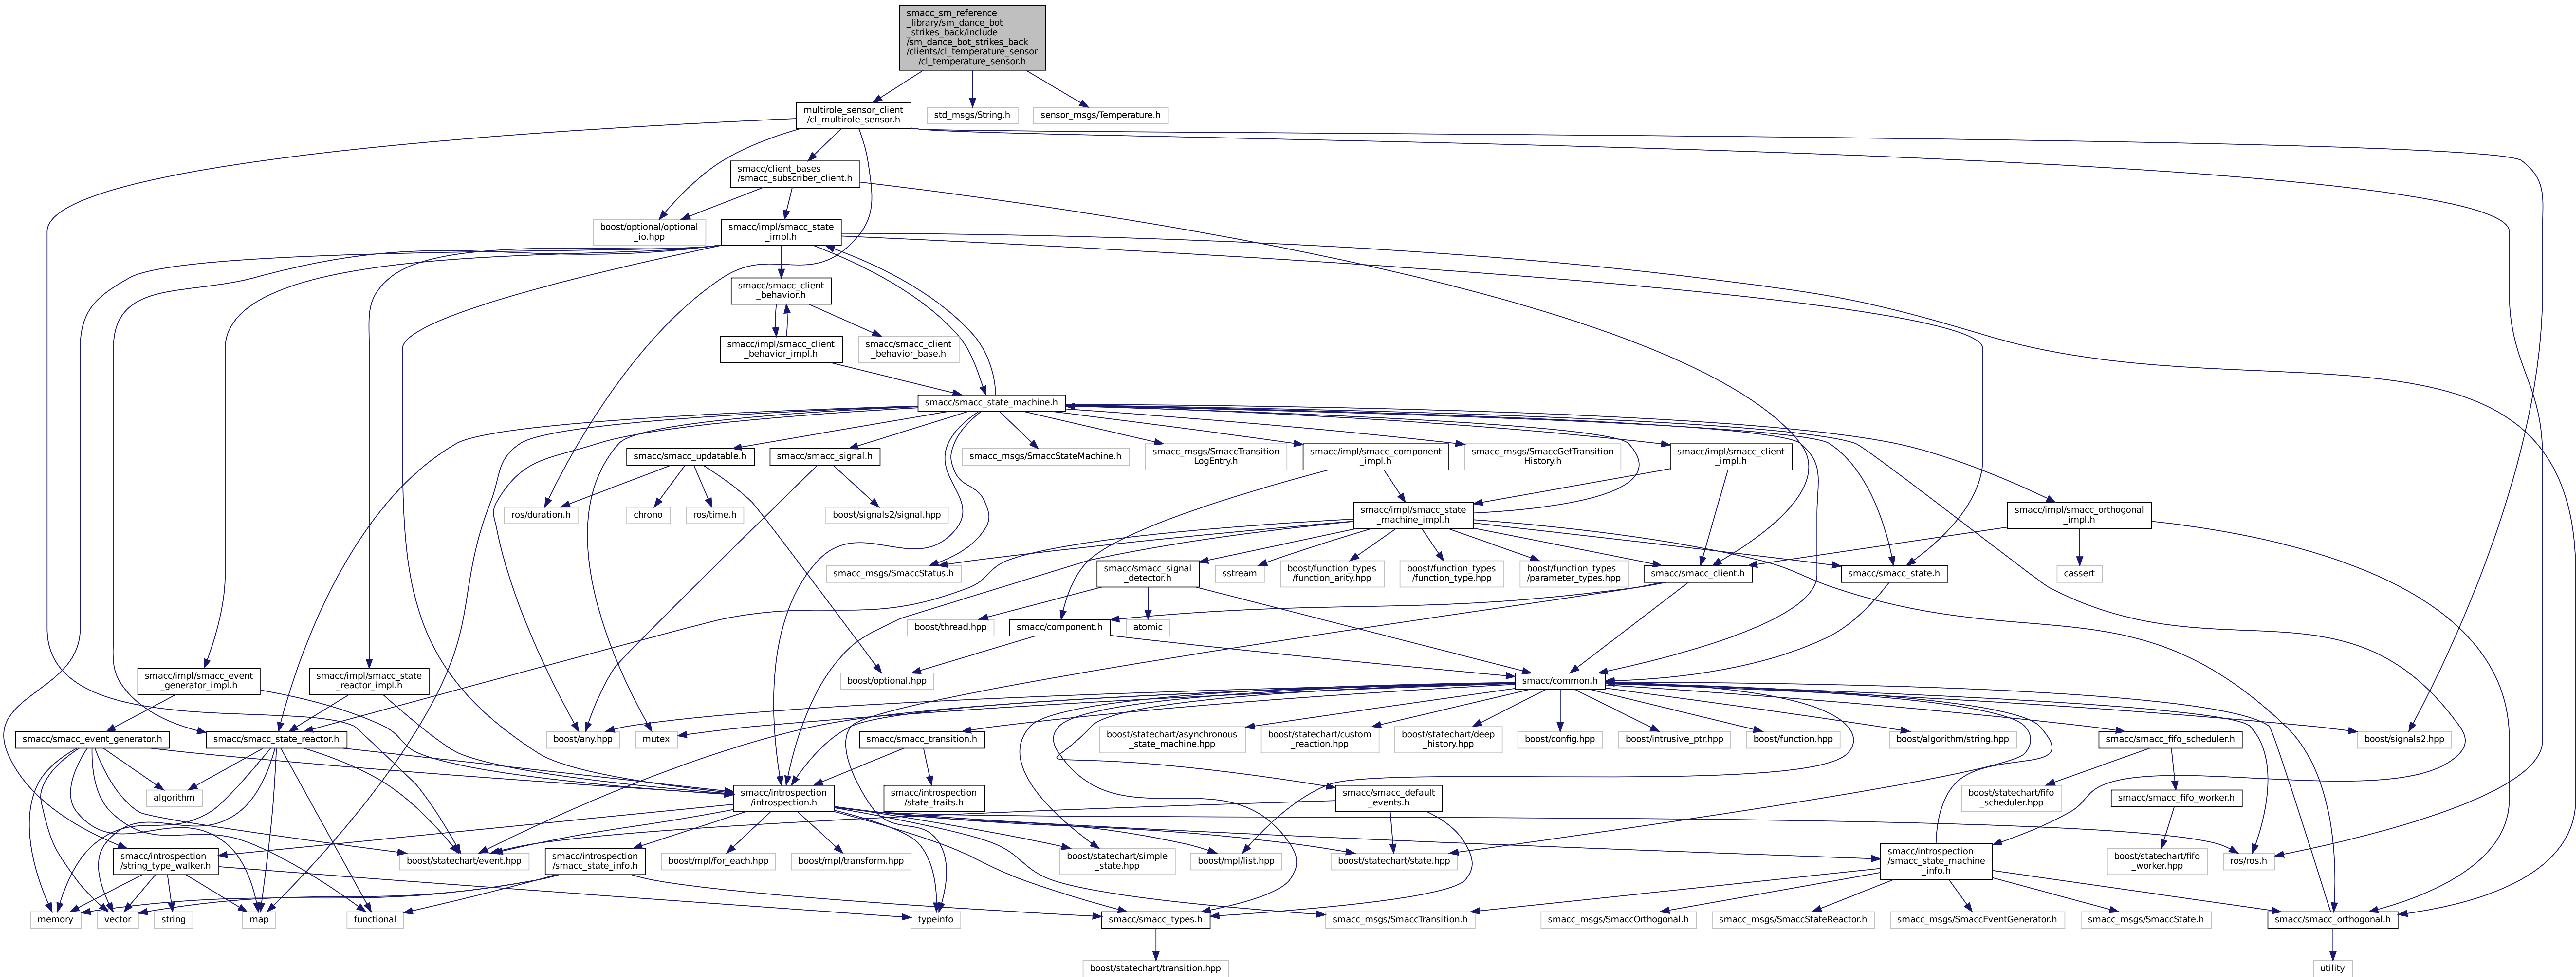 smacc_sm_reference
_library/sm_dance_bot
_strikes_back/include
/sm_dance_bot_strikes_back
/clients/cl_temperature_sensor
/cl_temperature_sensor.h
multirole_sensor_client
/cl_multirole_sensor.h
std_msgs/String.h
sensor_msgs/Temperature.h
smacc/client_bases
/smacc_subscriber_client.h
boost/optional/optional
_io.hpp
smacc/impl/smacc_state
_impl.h
smacc/smacc_client
_behavior.h
smacc/impl/smacc_client
_behavior_impl.h
smacc/smacc_client
_behavior_base.h
smacc/smacc_state_machine.h
smacc/smacc_updatable.h
smacc/smacc_signal.h
smacc_msgs/SmaccStateMachine.h
smacc_msgs/SmaccTransition
LogEntry.h
smacc/impl/smacc_component
_impl.h
smacc_msgs/SmaccGetTransition
History.h
smacc/impl/smacc_client
_impl.h
ros/duration.h
chrono
ros/time.h
boost/signals2/signal.hpp
smacc/impl/smacc_state
_machine_impl.h
smacc/impl/smacc_orthogonal
_impl.h
smacc_msgs/SmaccStatus.h
smacc/smacc_signal
_detector.h
sstream
boost/function_types
/function_arity.hpp
boost/function_types
/function_type.hpp
boost/function_types
/parameter_types.hpp
smacc/smacc_client.h
smacc/smacc_state.h
cassert
boost/thread.hpp
smacc/component.h
atomic
smacc/impl/smacc_event
_generator_impl.h
smacc/impl/smacc_state
_reactor_impl.h
boost/optional.hpp
smacc/common.h
smacc/smacc_event_generator.h
smacc/smacc_state_reactor.h
boost/any.hpp
mutex
smacc/smacc_transition.h
boost/statechart/asynchronous
_state_machine.hpp
boost/statechart/custom
_reaction.hpp
boost/statechart/deep
_history.hpp
boost/config.hpp
boost/intrusive_ptr.hpp
boost/function.hpp
boost/algorithm/string.hpp
smacc/smacc_fifo_scheduler.h
boost/signals2.hpp
algorithm
smacc/introspection
/introspection.h
smacc/introspection
/state_traits.h
smacc/smacc_default
_events.h
boost/statechart/fifo
_scheduler.hpp
smacc/smacc_fifo_worker.h
smacc/introspection
/string_type_walker.h
boost/statechart/event.hpp
smacc/introspection
/smacc_state_info.h
boost/mpl/for_each.hpp
boost/mpl/transform.hpp
boost/statechart/simple
_state.hpp
boost/mpl/list.hpp
boost/statechart/state.hpp
smacc/introspection
/smacc_state_machine
_info.h
boost/statechart/fifo
_worker.hpp
ros/ros.h
memory
vector
string
map
functional
typeinfo
smacc/smacc_types.h
smacc_msgs/SmaccTransition.h
smacc_msgs/SmaccOrthogonal.h
smacc_msgs/SmaccStateReactor.h
smacc_msgs/SmaccEventGenerator.h
smacc_msgs/SmaccState.h
smacc/smacc_orthogonal.h
boost/statechart/transition.hpp
utility